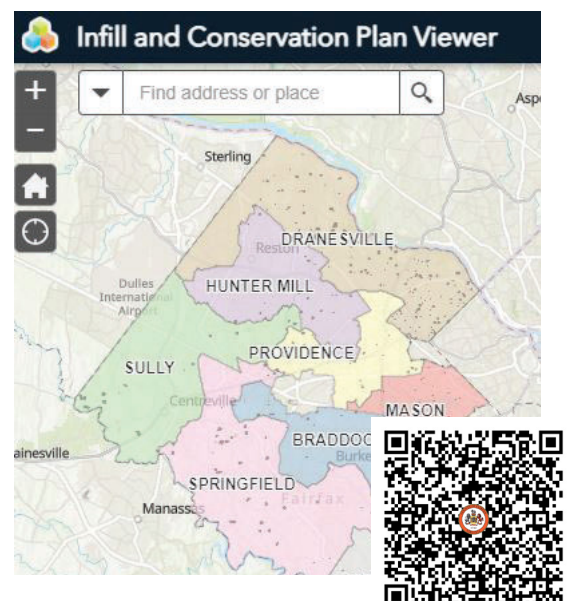 Infill and Conservation Plan Viewer
+
Find address or place
−
Sterling
DRANESVILLE
Reston
HUNTER MILL
Dulles
International
Airport
PROVIDENCE
SULLY
Centreville
MASON
BRADDOC
Burke
ainesville
SPRINGFIELD
Fairfax
Manassas